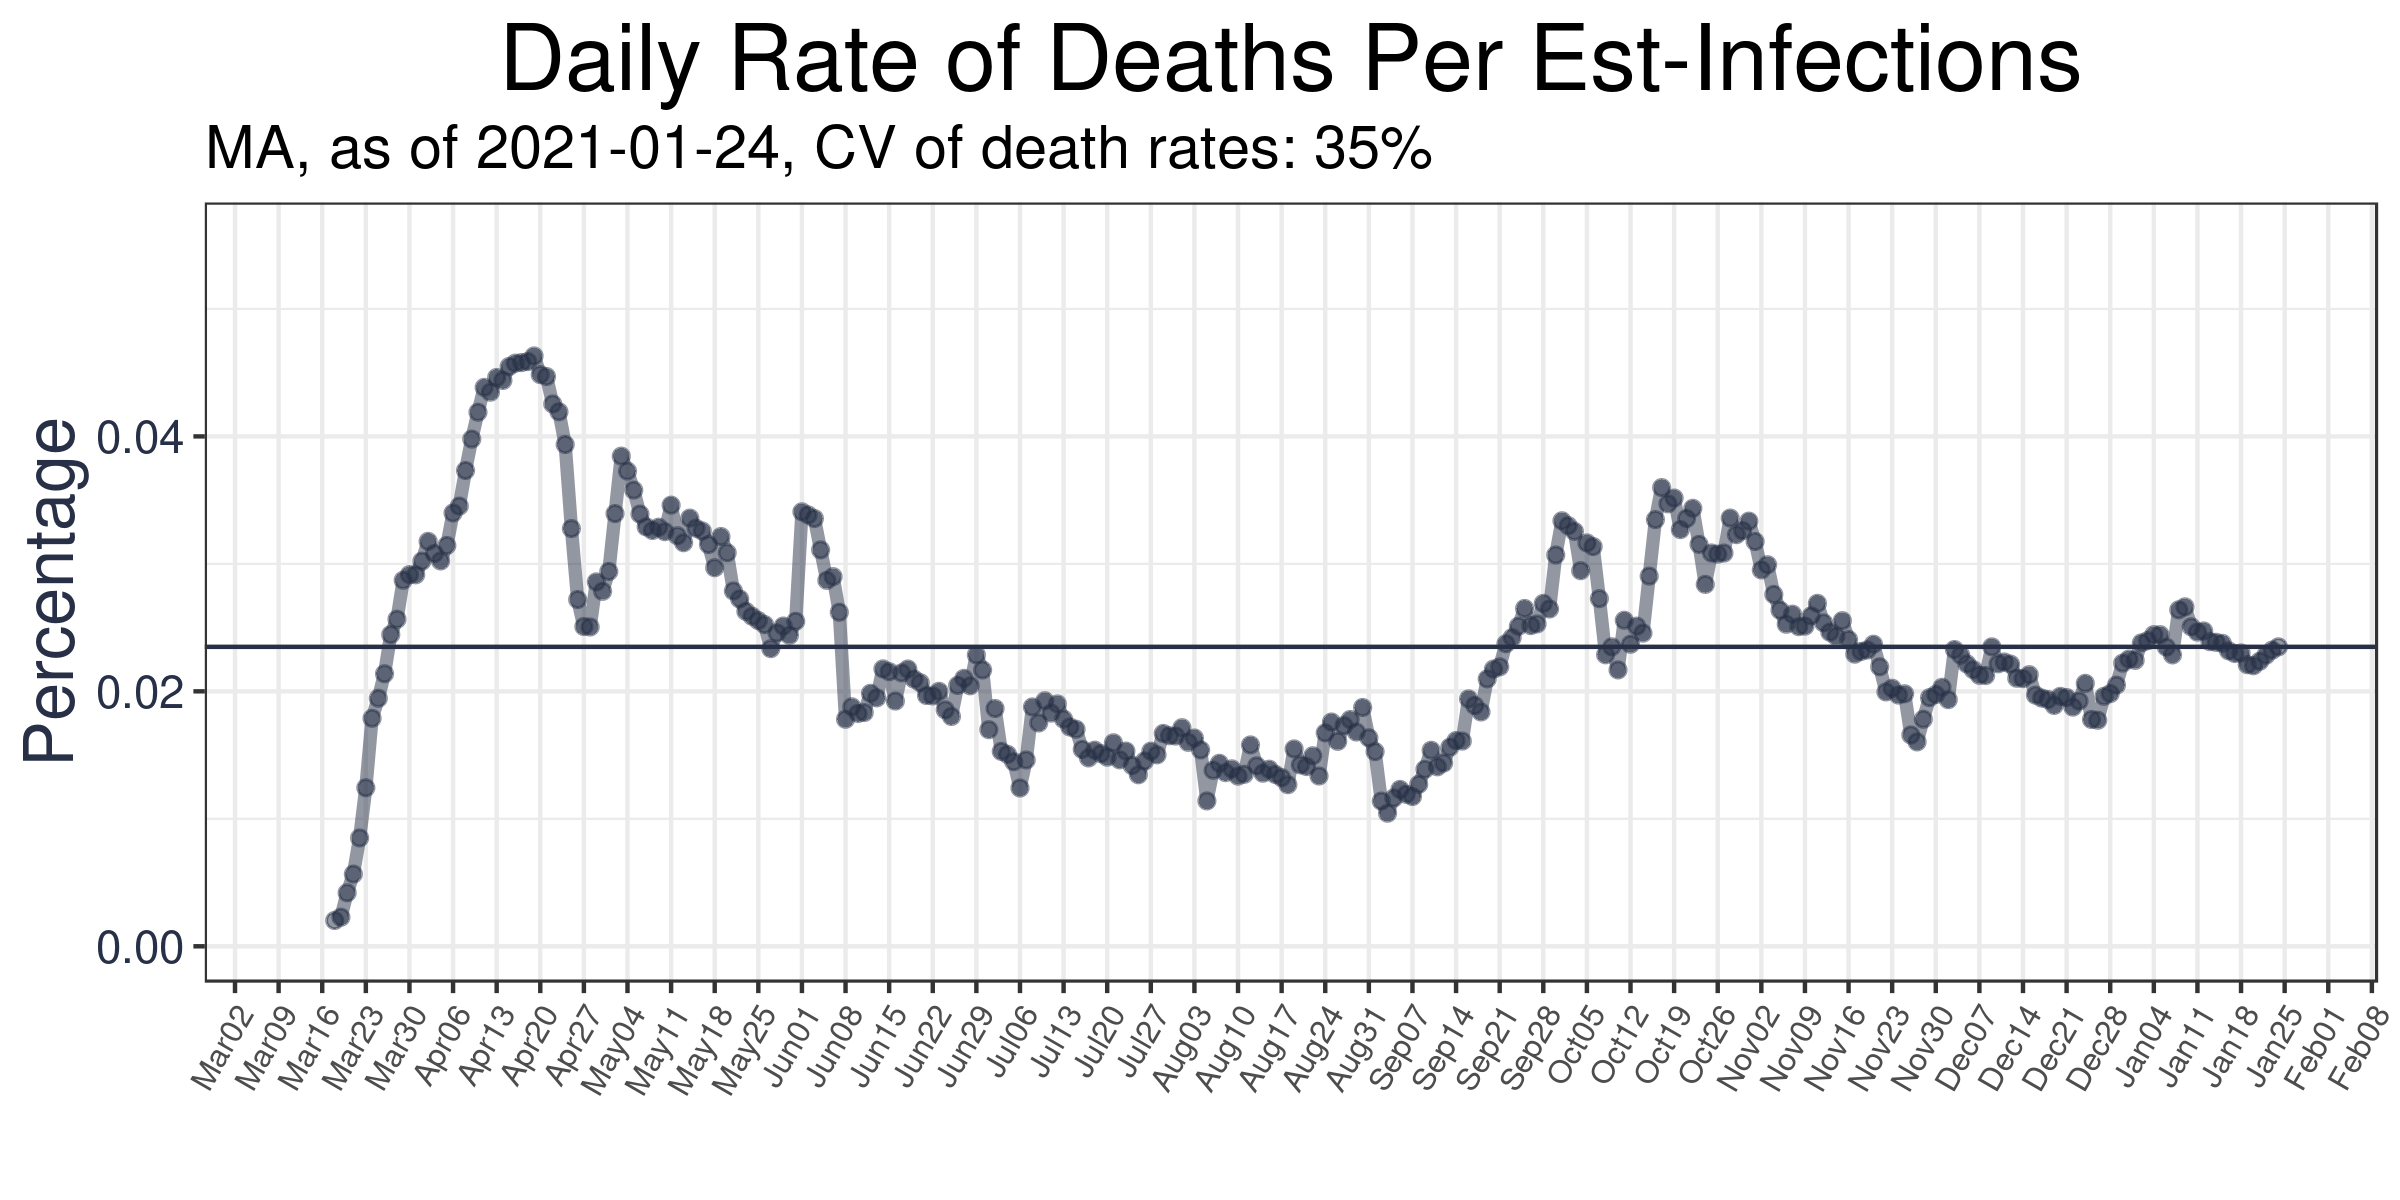 Daily Rate of Deaths Per Est-Infections
MA, as of 2021-01-24, CV of death rates: 35%
Percentage
0.04
0.02
0.00
Mar02 Mar09 Mar16 Mar23 Mar30 Apr06 Apr13 Apr20 Apr27 May04 May11 May18 May25 Jun01 Jun08 Jun15 Jun22 Jun29 Jul06 Jul13 Jul20 Jul27 Aug03 Aug10 Aug17 Aug24 Aug31 Sep07 Sep14 Sep21 Sep28 Oct05 Oct12 Oct19 Oct26 Nov02 Nov09 Nov16 Nov23 Nov30 Dec07 Dec14 Dec21 Dec28 Jan04 Jan11 Jan18 Jan25 Feb01 Feb08